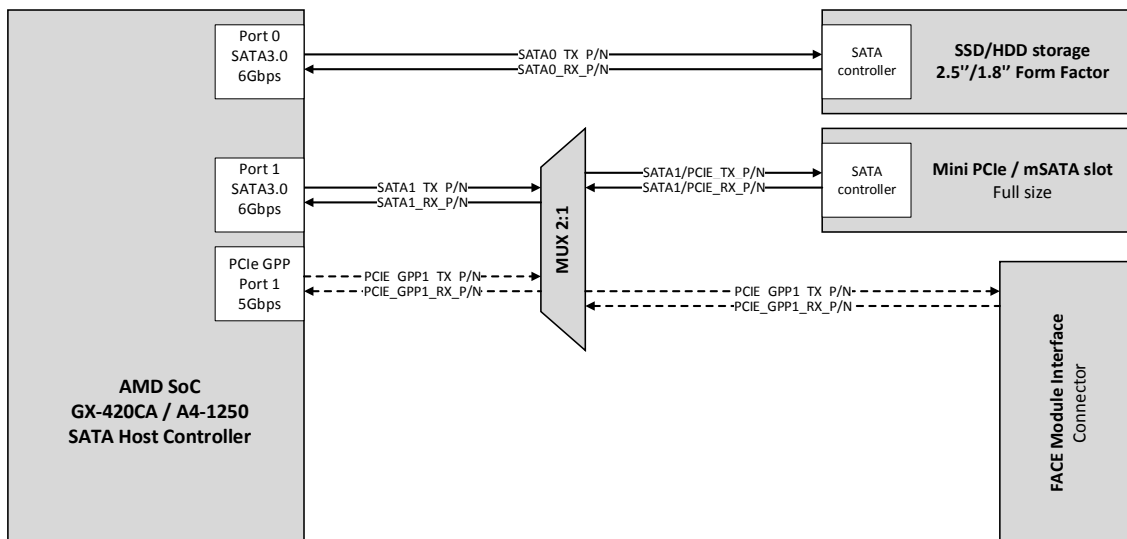 Port 0
SATA3.0
6Gbps
SATA0_TX_P/N
SATA0_RX_P/N
SATA
controller
SSD/HDD storage
2.5''/1.8'' Form Factor
Port 1
SATA3.0
6Gbps
SATA1_TX_P/N
SATA1_RX_P/N
MUX 2:1
SATA1/PCIE_TX_P/N
SATA1/PCIE_RX_P/N
SATA
controller
Mini PCIe / mSATA slot
Full size
PCIe GPP
Port 1
5Gbps
PCIE_GPP1_TX_P/N
PCIE_GPP1_RX_P/N
PCIE_GPP1_TX_P/N
PCIE_GPP1_RX_P/N
FACE Module Interface
Connector
AMD SoC
GX-420CA / A4-1250
SATA Host Controller